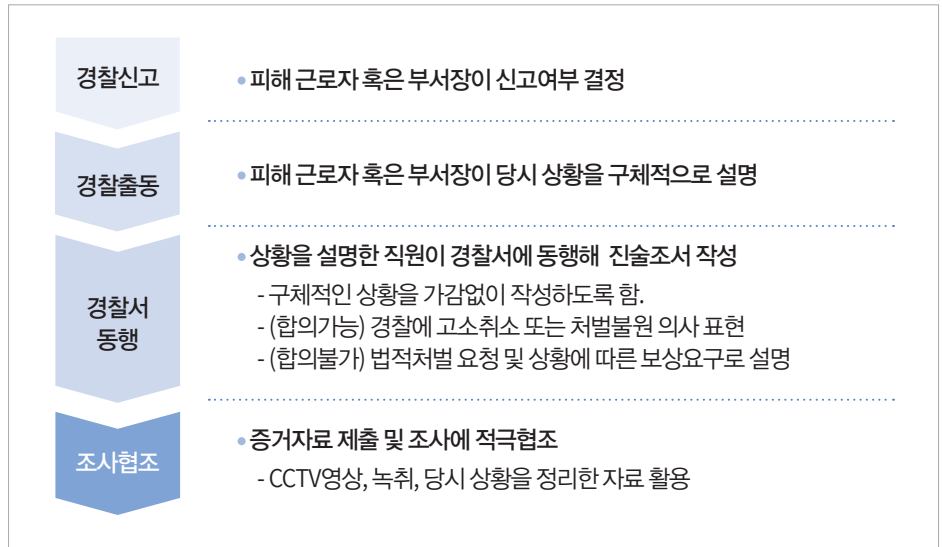 경찰신고
• 피해 근로자 혹은 부서장이 신고여부 결정
경찰출동
• 피해 근로자 혹은 부서장이 당시 상황을 구체적으로 설명
경찰서
동행
• 상황을 설명한 직원이 경찰서에 동행해 진술조서 작성
- 구체적인 상황을 가감없이 작성하도록 함.
- (합의가능) 경찰에 고소취소 또는 처벌불원 의사 표현
- (합의불가) 법적처벌 요청 및 상황에 따른 보상요구로 설명
조사협조
• 증거자료 제출 및 조사에 적극협조
- CCTV영상, 녹취, 당시 상황을 정리한 자료 활용